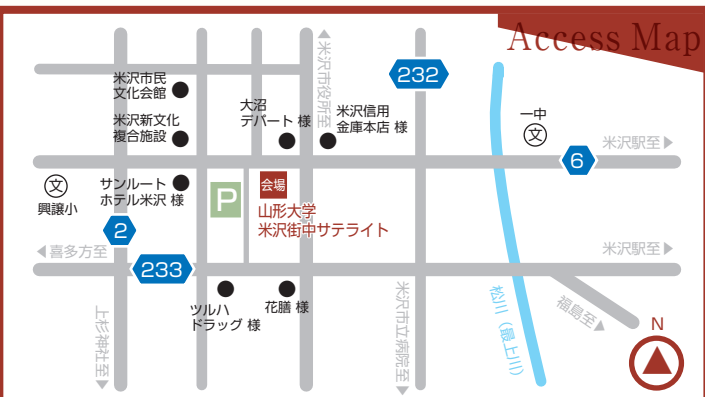 Access Map
米沢市役所至
232
米沢市民
文化会館
大沼
デパート 様
米沢信用
金庫本店 様
一中
文
米沢新文化
複合施設
米沢駅至
6
文
興譲小
サンルート
ホテル米沢 様
P
会場
山形大学
米沢街中サテライト
2
喜多方至
233
米沢駅至
ツルハ
ドラッグ 様
花膳 様
上杉神社至
米沢市立病院至
松川（最上川）
福島至
N